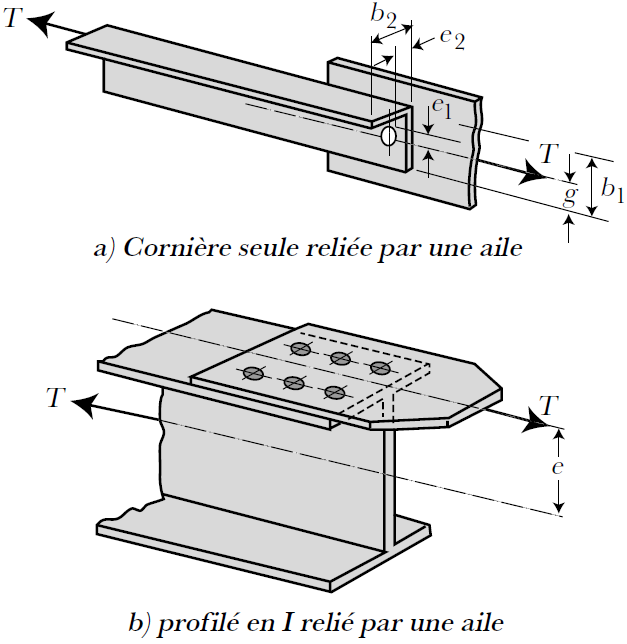 T
b2
e2
e1
T
g
b1
a) Cornière seule reliée par une aile
T
T
e
b) profilé en I relié par une aile